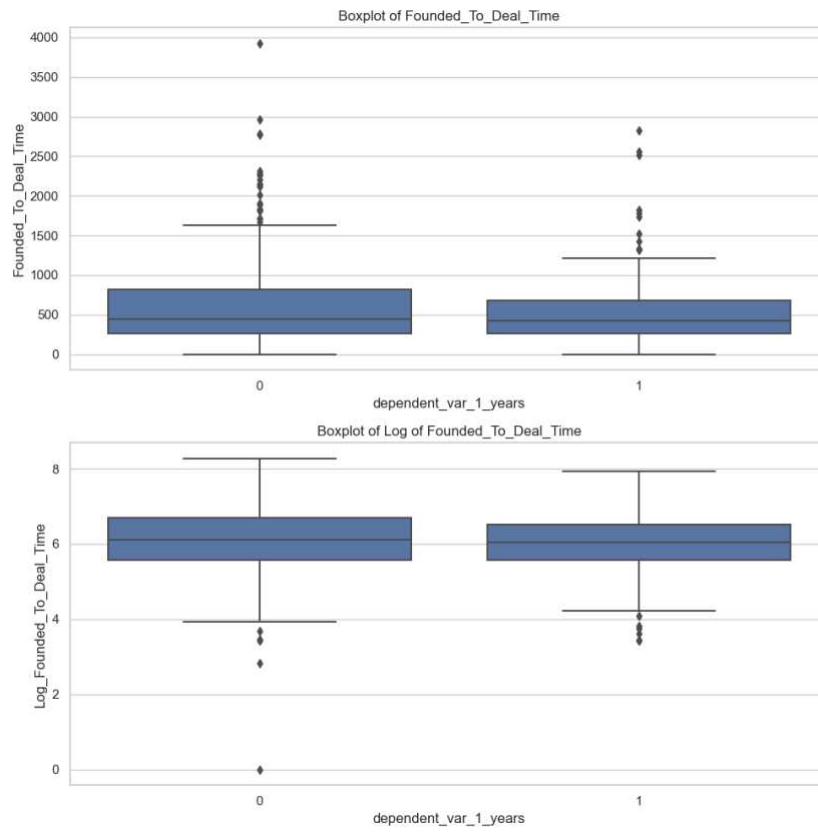 Boxplot of Founded_To_Deal_Time
4000
3500
3000
2500
2000
1500
1000
500
0
Founded_To_Deal_Time
0 1
dependent_var_1_years
Boxplot of Log of Founded_To_Deal_Time
8
6
4
2
0
Log_Founded_To_Deal_Time
0 1
dependent_var_1_years